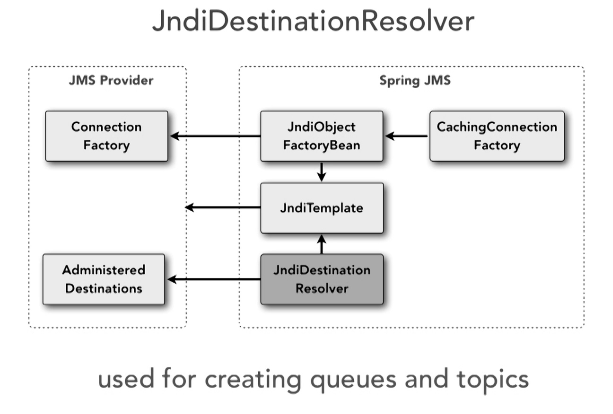 JndiDestinationResolver
JMS Provider
Spring JMS
Connection
Factory
JndiObject
FactoryBean
CachingConnection
Factory
JndiTemplate
Administered
Destinations
JndiDestination
Resolver
used for creating queues and topics